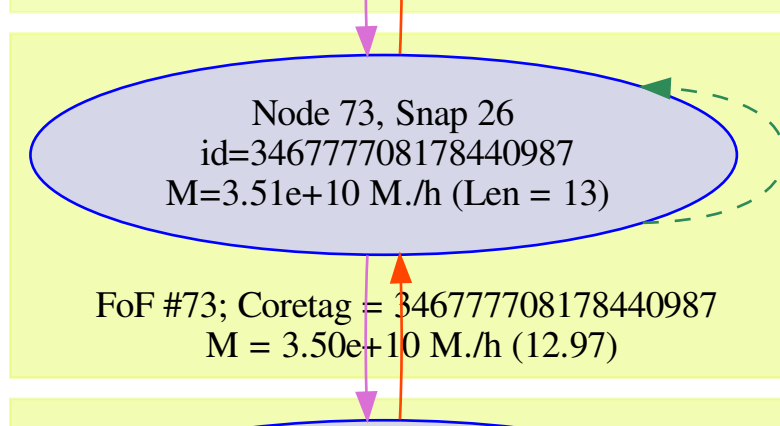 Node 73, Snap 26
id=346777708178440987
M=3.51e+10 M./h (Len = 13)
FoF #73; Coretag = 346777708178440987
M = 3.50e+10 M./h (12.97)